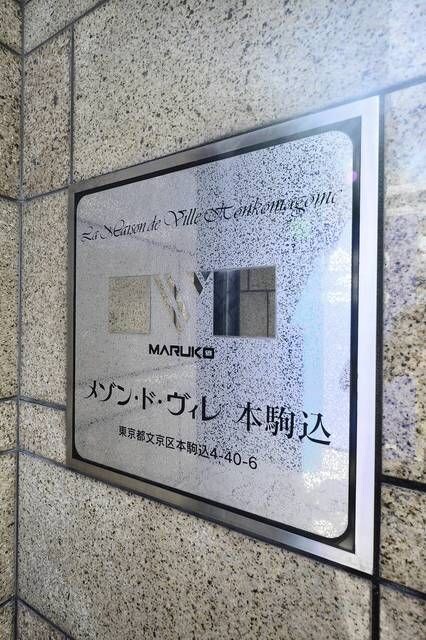 La Maison de Ville Honkomagome
MARUKO
メゾン・ド・ヴィレ 本駒込
東京都文京区本駒込4-40-6